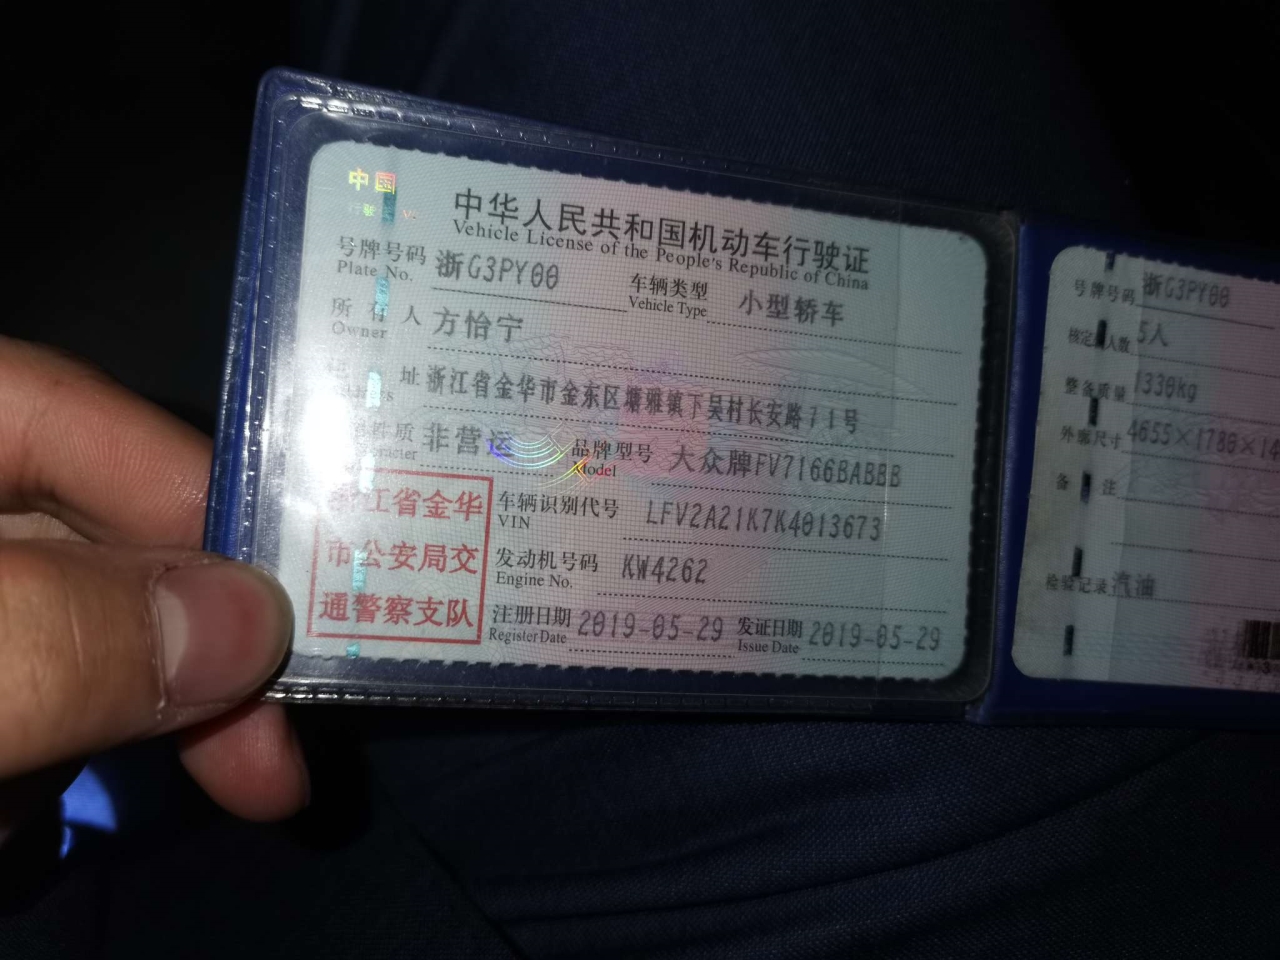 中国
中华人民共和国机动车行驶证
Vehicle License of the People's Republic of China
号牌号码 浙G3PY00 车辆类型 小型轿车
Plate No. Vehicle Type
所有人 方怡宁
Owner
址 浙江省金华市金东区塘雅镇下吴村长安路71号
性质 非营运 品牌型号 大众牌FV7166BABBB
Model
江省金华
市公安局交
通警察支队
车辆识别代号 LFV2A21K7K4013673
VIN
发动机号码 KW4262
Engine No.
注册日期 2019-05-29 发证日期 2019-05-29
Register Date Issue Date
号牌号码 浙G3PY00
核定人数 5人
整备质量 1330kg
外廓尺寸 4655×1780×14
备注
检验记录 汽油